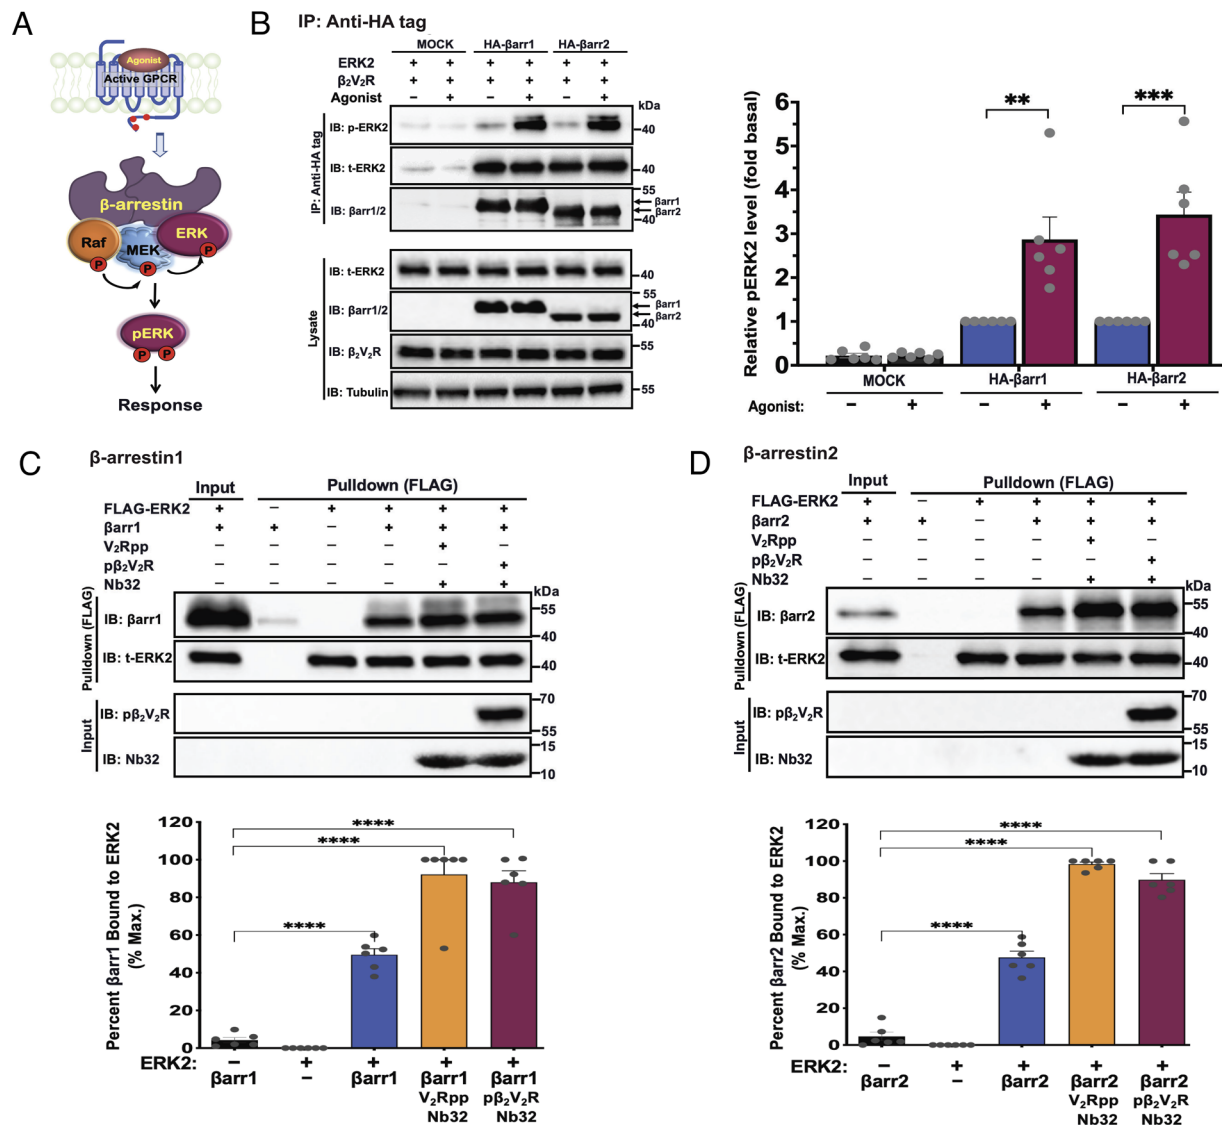 A
Agonist
Active GPCR
β-arrestin
Raf
MEK
ERK
P
P
P
pERK
P P
Response
B
IP: Anti-HA tag
MOCK HA-βarr1 HA-βarr2
ERK2 + + + + + +
β₂V₂R + + + + + +
Agonist − + − + − +
kDa
IP: Anti-HA tag
IB: p-ERK2 40
IB: t-ERK2 40
IB: βarr1/2 55 40
βarr1
βarr2
Lysate
IB: t-ERK2 40
IB: βarr1/2 55 40
βarr1
βarr2
IB: β₂V₂R 55
IB: Tubulin 55
Relative pERK2 level (fold basal)
6
5
4
3
2
1
0
** ***
MOCK HA-βarr1 HA-βarr2
Agonist: − + − + − +
C
β-arrestin1
Input Pulldown (FLAG)
FLAG-ERK2 + − + + + +
βarr1 + + − + + +
V₂Rpp − − − − + −
pβ₂V₂R − − − − − +
Nb32 − − − − + +
kDa
Pulldown (FLAG)
IB: βarr1 55 40
IB: t-ERK2 40
Input
IB: pβ₂V₂R 70 55
IB: Nb32 15 10
Percent βarr1 Bound to ERK2
(% Max.)
120
100
80
60
40
20
0
****
****
****
ERK2: − + + + +
βarr1 − βarr1 βarr1 βarr1
V₂Rpp pβ₂V₂R
Nb32 Nb32
D
β-arrestin2
Input Pulldown (FLAG)
FLAG-ERK2 + − + + + +
βarr2 + + − + + +
V₂Rpp − − − − + −
pβ₂V₂R − − − − − +
Nb32 − − − − + +
kDa
Pulldown (FLAG)
IB: βarr2 55 40
IB: t-ERK2 40
Input
IB: pβ₂V₂R 70 55
IB: Nb32 15 10
Percent βarr2 Bound to ERK2
(% Max.)
120
100
80
60
40
20
0
****
****
****
ERK2: − + + + +
βarr2 − βarr2 βarr2 βarr2
V₂Rpp pβ₂V₂R
Nb32 Nb32